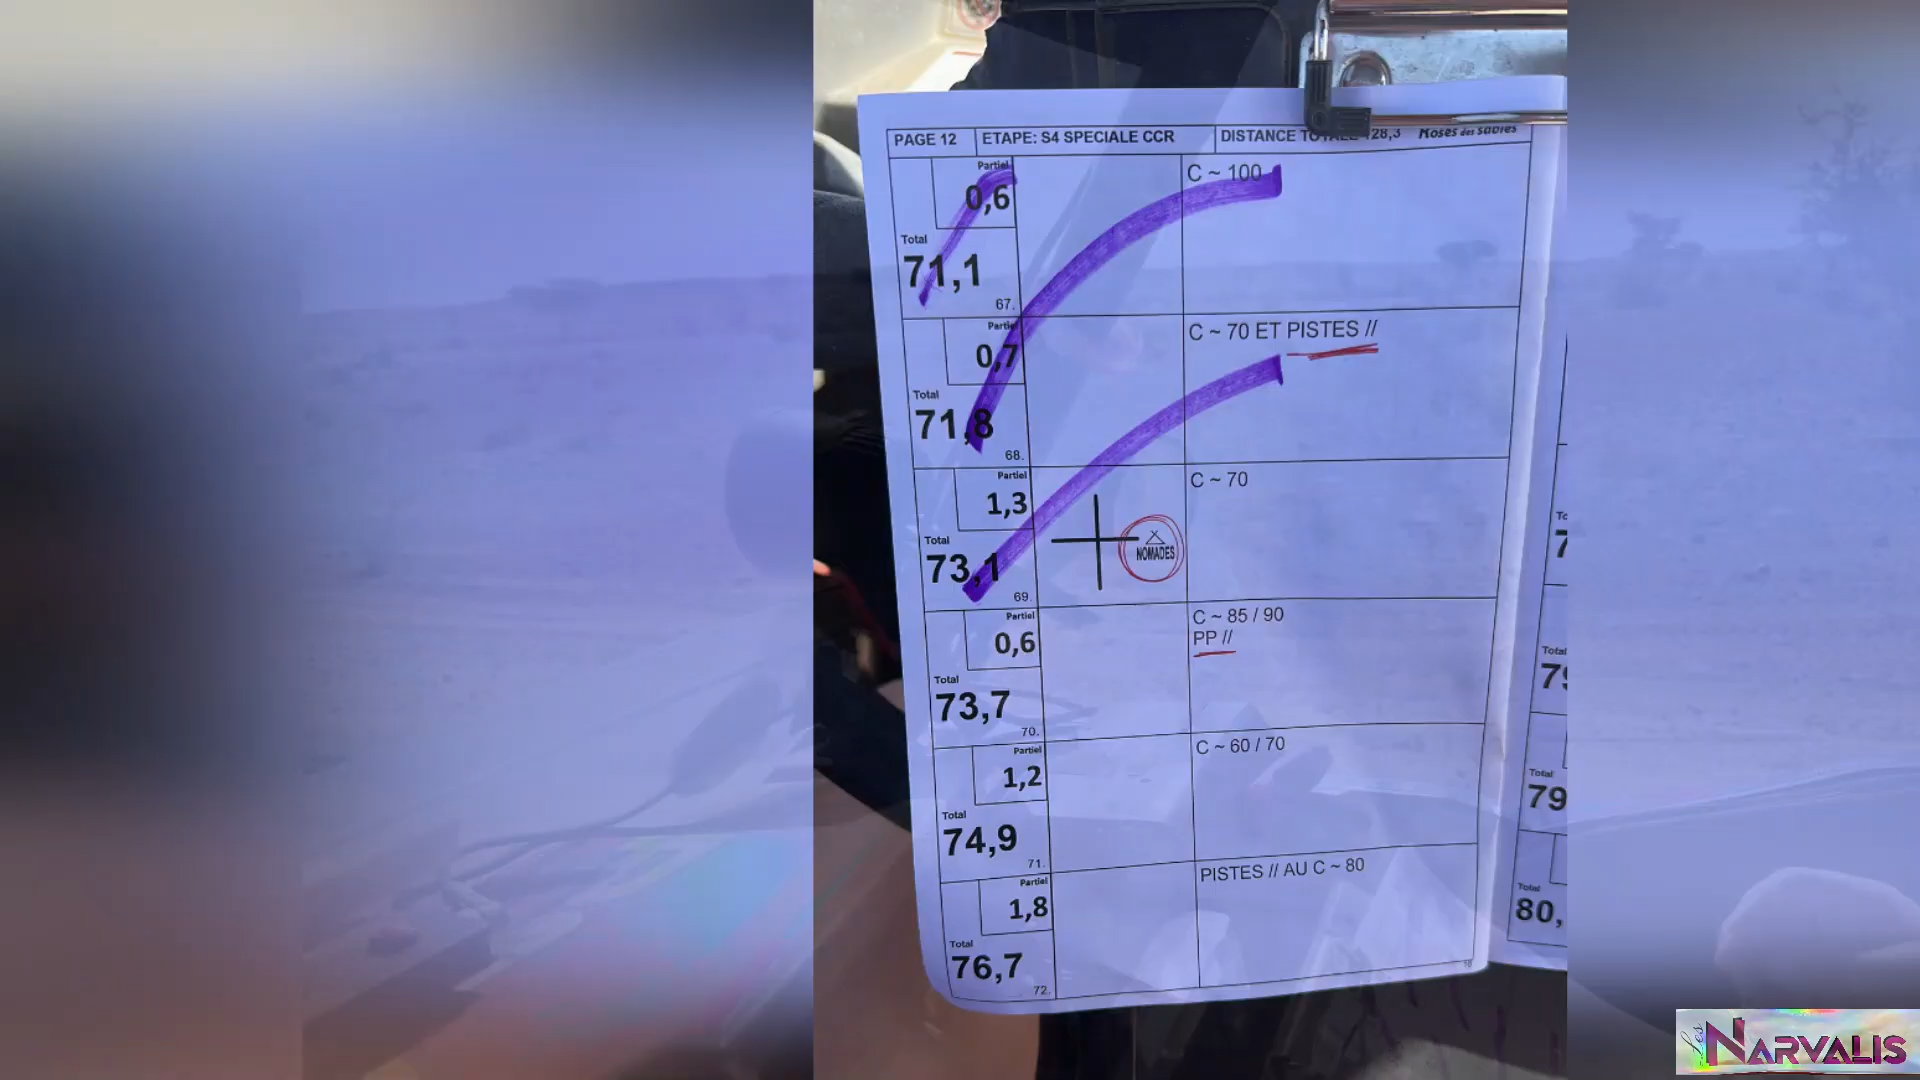 PAGE 12 ETAPE: S4 SPECIALE CCR DISTANCE 28,3 Roses des Sables
Partiel
0,6
C ~ 100
Total
71,1
67.
Partiel
0,7
C ~ 70 ET PISTES //
Total
71,8
68.
Partiel
1,3
C ~ 70
Total
73,1
NOMADES
69.
Partiel
0,6
C ~ 85 / 90
PP //
Total
73,7
70.
Partiel
1,2
C ~ 60 / 70
Total
74,9
71.
Partiel
1,8
PISTES // AU C ~ 80
Total
76,7
72.
Total
79
Total
80,
Les NARVALIS